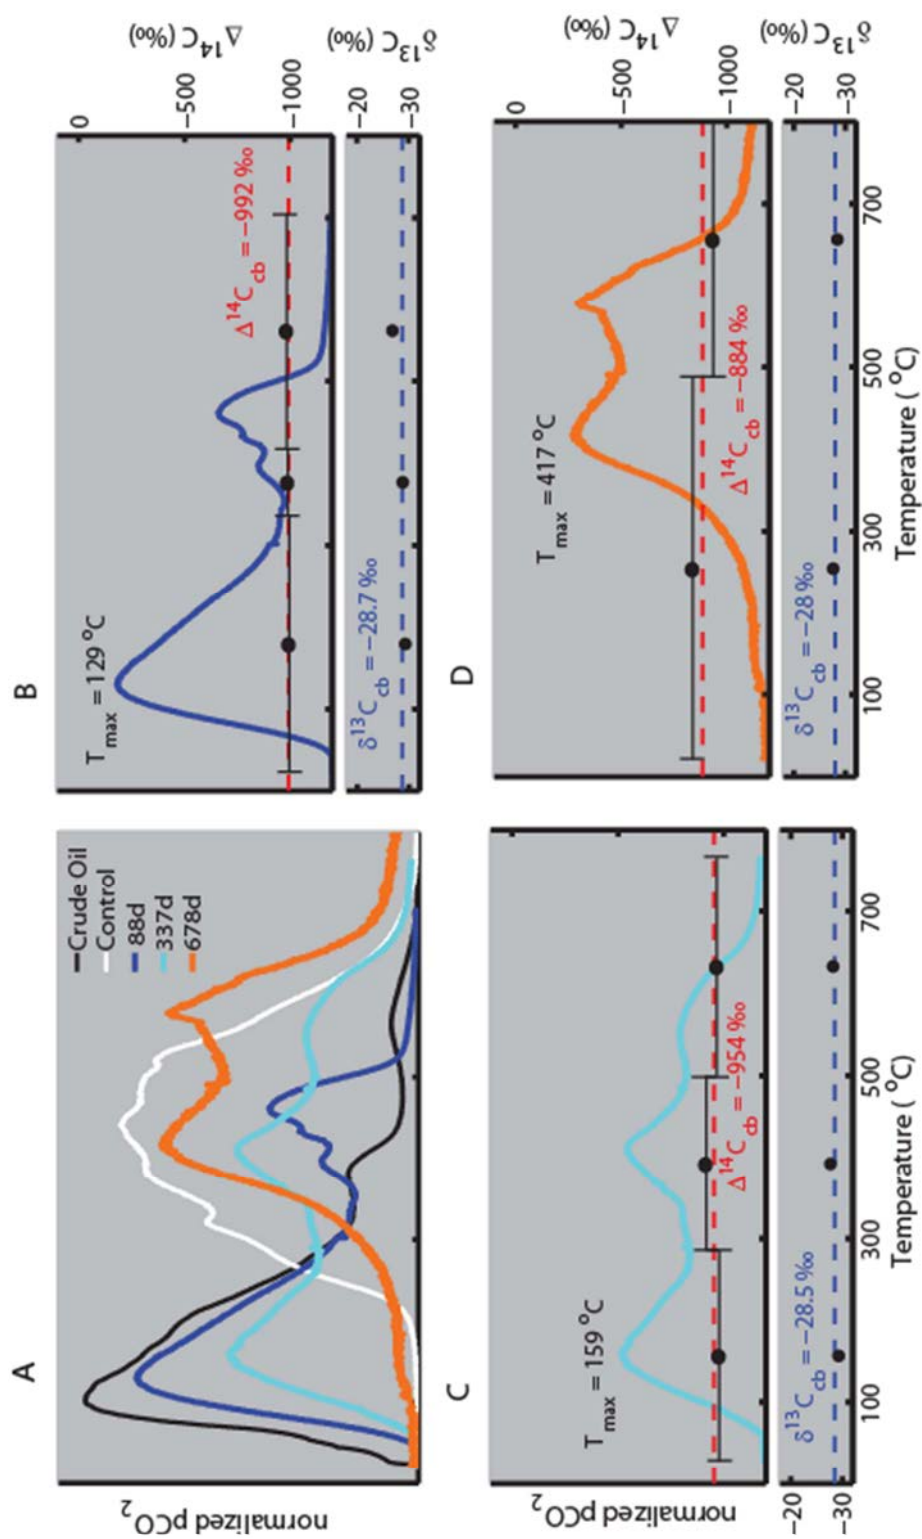 A
normalized pCO2
Crude Oil
Control
88d
337d
678d
B
Tmax = 129 °C
Δ14Ccb = −992 ‰
0
−500
−1000
Δ14C (‰)
δ13Ccb = −28.7 ‰
−20
−30
δ13C (‰)
C
normalized pCO2
Tmax = 159 °C
Δ14Ccb = −954 ‰
δ13Ccb = −28.5 ‰
−20
−30
100
300
500
700
Temperature (°C)
D
Tmax = 417 °C
Δ14Ccb = −884 ‰
0
−500
−1000
Δ14C (‰)
δ13Ccb = −28 ‰
−20
−30
δ13C (‰)
100
300
500
700
Temperature (°C)